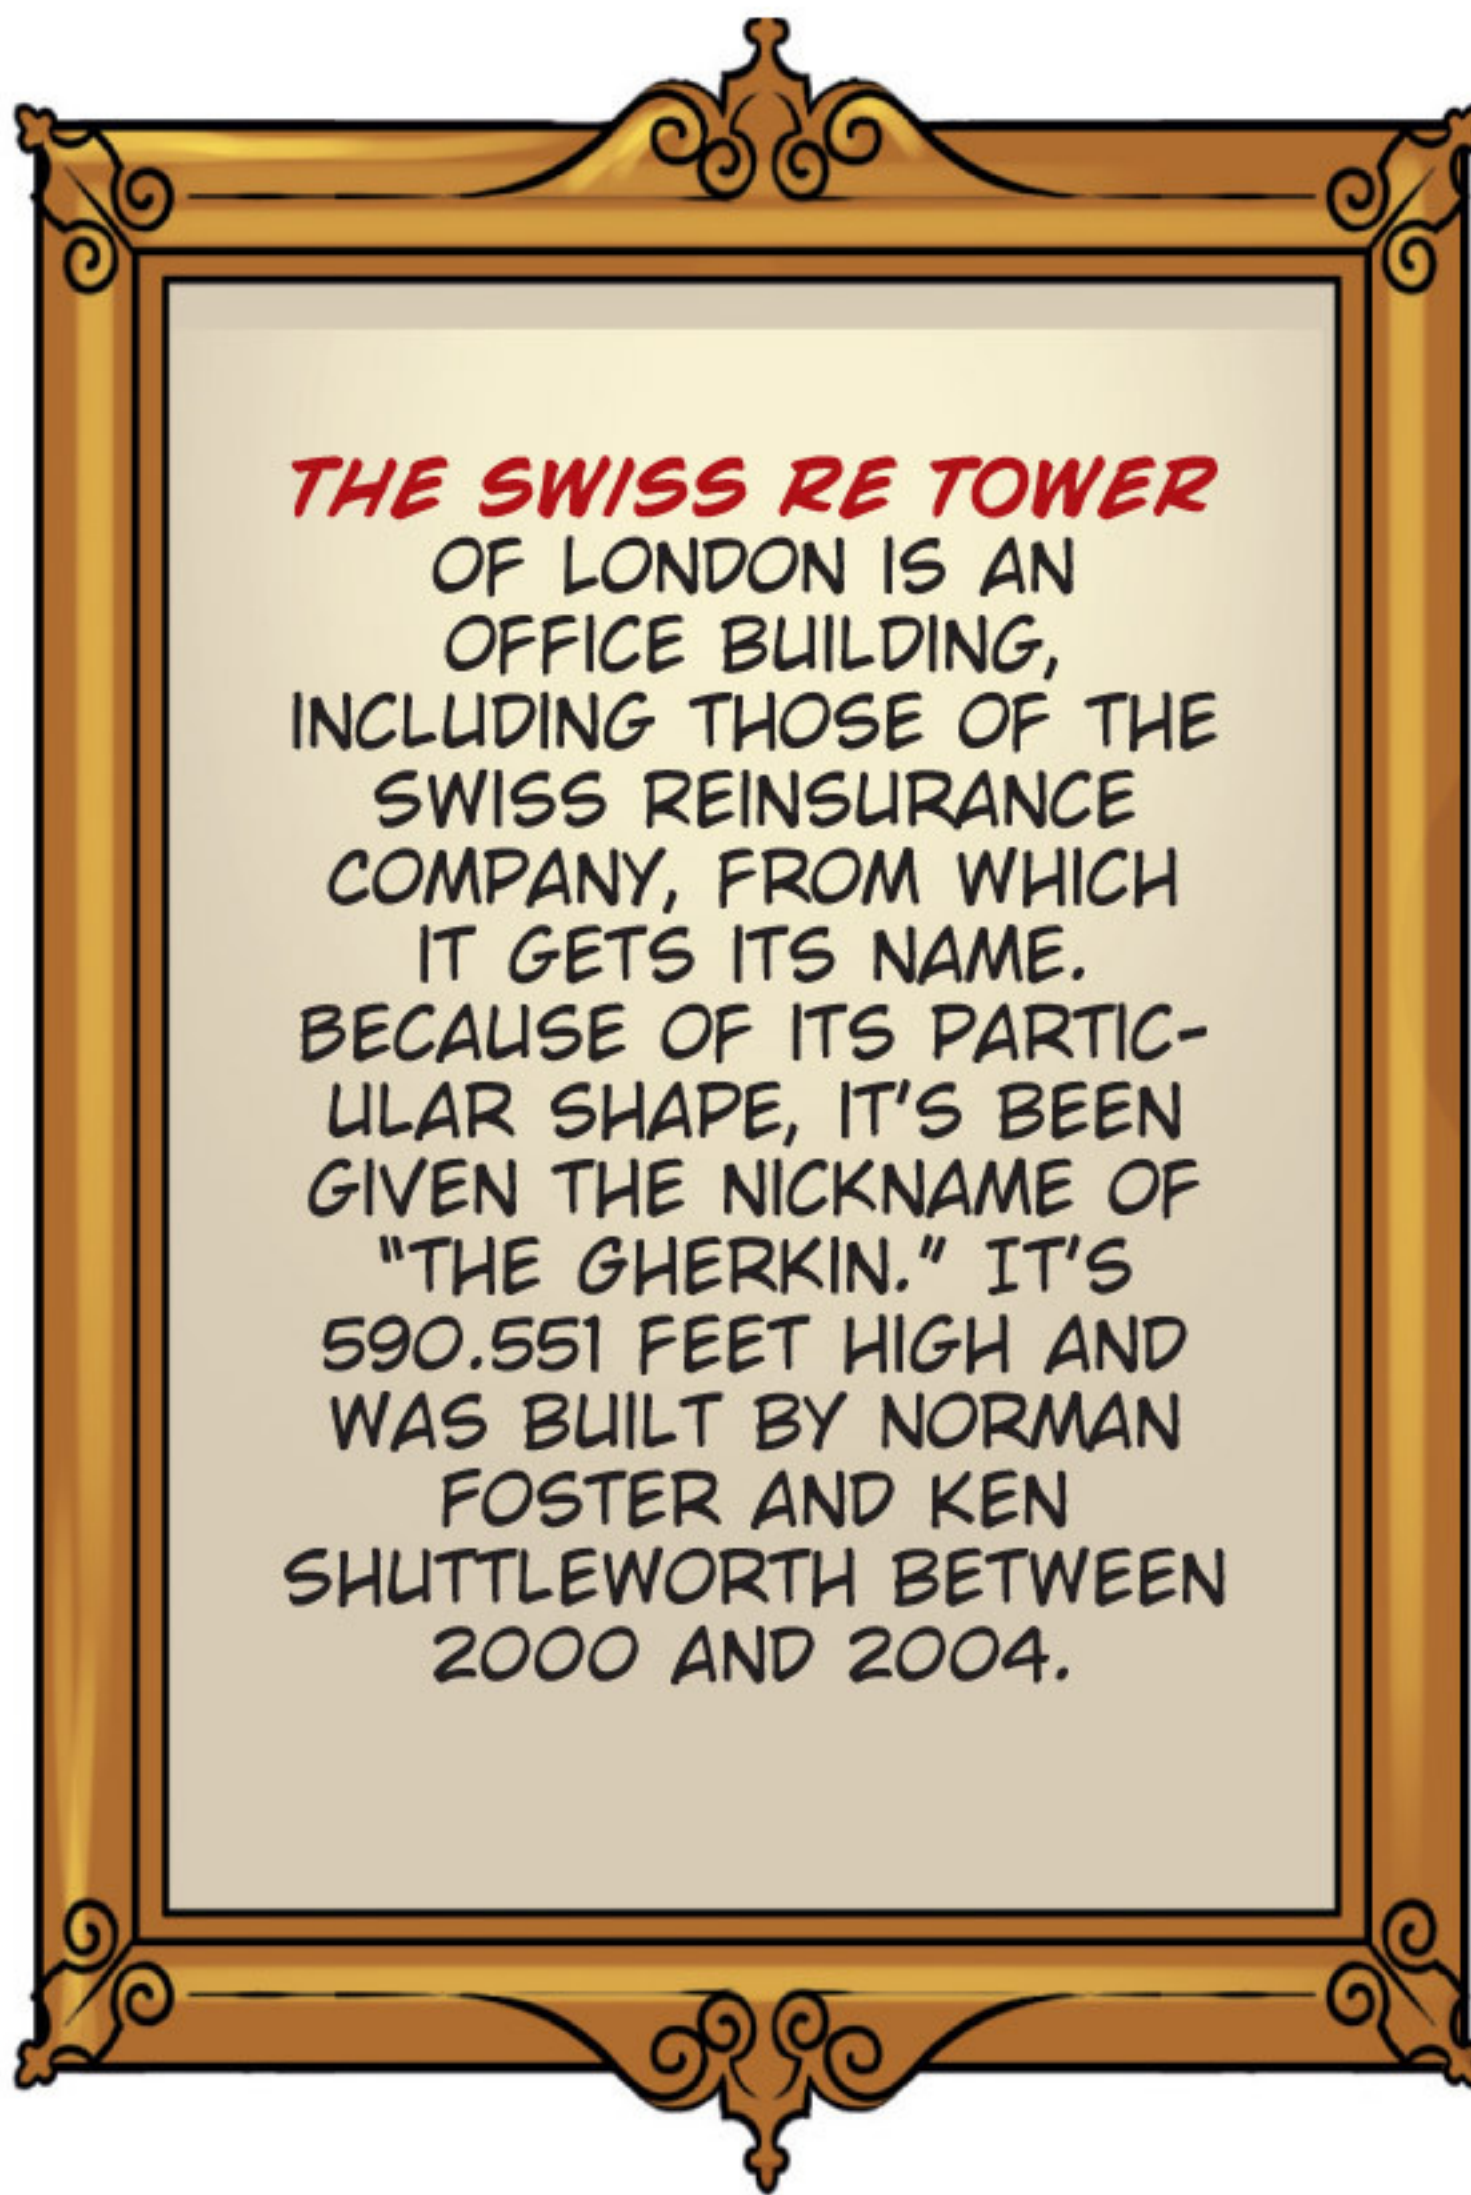 THE SWISS RE TOWER
OF LONDON IS AN
OFFICE BUILDING,
INCLUDING THOSE OF THE
SWISS REINSURANCE
COMPANY, FROM WHICH
IT GETS ITS NAME.
BECAUSE OF ITS PARTIC-
ULAR SHAPE, IT'S BEEN
GIVEN THE NICKNAME OF
"THE GHERKIN." IT'S
590.551 FEET HIGH AND
WAS BUILT BY NORMAN
FOSTER AND KEN
SHUTTLEWORTH BETWEEN
2000 AND 2004.